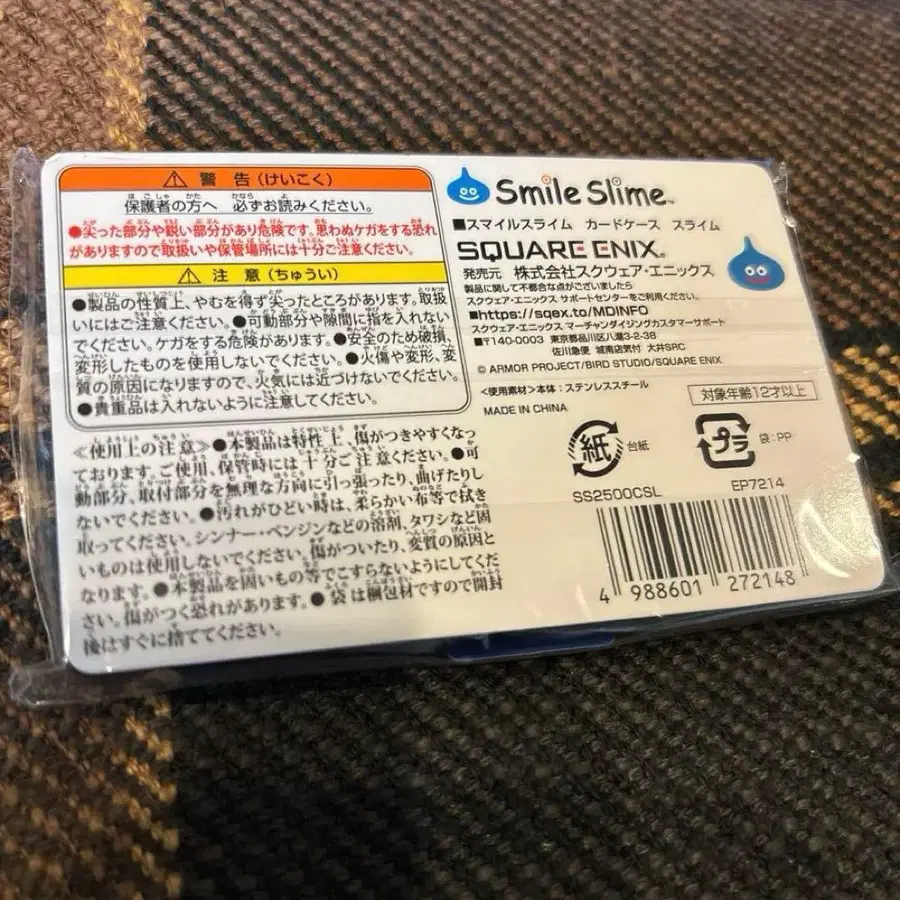 警告(けいこく)
保護者の方へ 必ずお読みください。
●尖った部分や鋭い部分があり危険です。思わぬケガをする恐れ
がありますので取扱いや保管場所には十分ご注意ください。
注意(ちゅうい)
●製品の性質上、やむを得ず尖ったところがあります。取扱
いにはご注意ください。●可動部分や隙間に指を入れない
でください。ケガをする危険があります。●安全のため破損、
変形したものを使用しないでください。●火傷や変形、変
質の原因になりますので、火気には近づけないでください。
●貴重品は入れないように注意してください。
≪使用上の注意≫●本製品は特性上、傷がつきやすくなっ
ております。ご使用、保管時には十分ご注意ください。●可
動部分、取付部分を無理な方向に引っ張ったり、曲げたりし
ないでください。●汚れがひどい時は、柔らかい布等で拭き
取ってください。シンナー・ベンジンなどの溶剤、タワシなど固
いものは使用しないでください。傷がついたり、変質の原因と
なります。●本製品を固いもの等でこすらないようにしてくださ
い。傷がつく恐れがあります。●袋は梱包材ですので開封
後はすぐに捨ててください。
Smile Slime™
■スマイルスライム カードケース スライム
SQUARE ENIX®
発売元 株式会社スクウェア・エニックス
製品に関して不都合な点がございましたら
スクウェア・エニックス サポートセンターをご利用ください。
■https://sqex.to/MDINFO
スクウェア・エニックス マーチャンダイジングカスタマーサポート
■〒140-0003 東京都品川区八潮3-2-38
佐川急便 城南店気付 大井SRC
© ARMOR PROJECT/BIRD STUDIO/SQUARE ENIX
<使用素材>本体:ステンレススチール
対象年齢12才以上
MADE IN CHINA
紙 台紙
プラ 袋:PP
SS2500CSL
EP7214
4 988601 272148